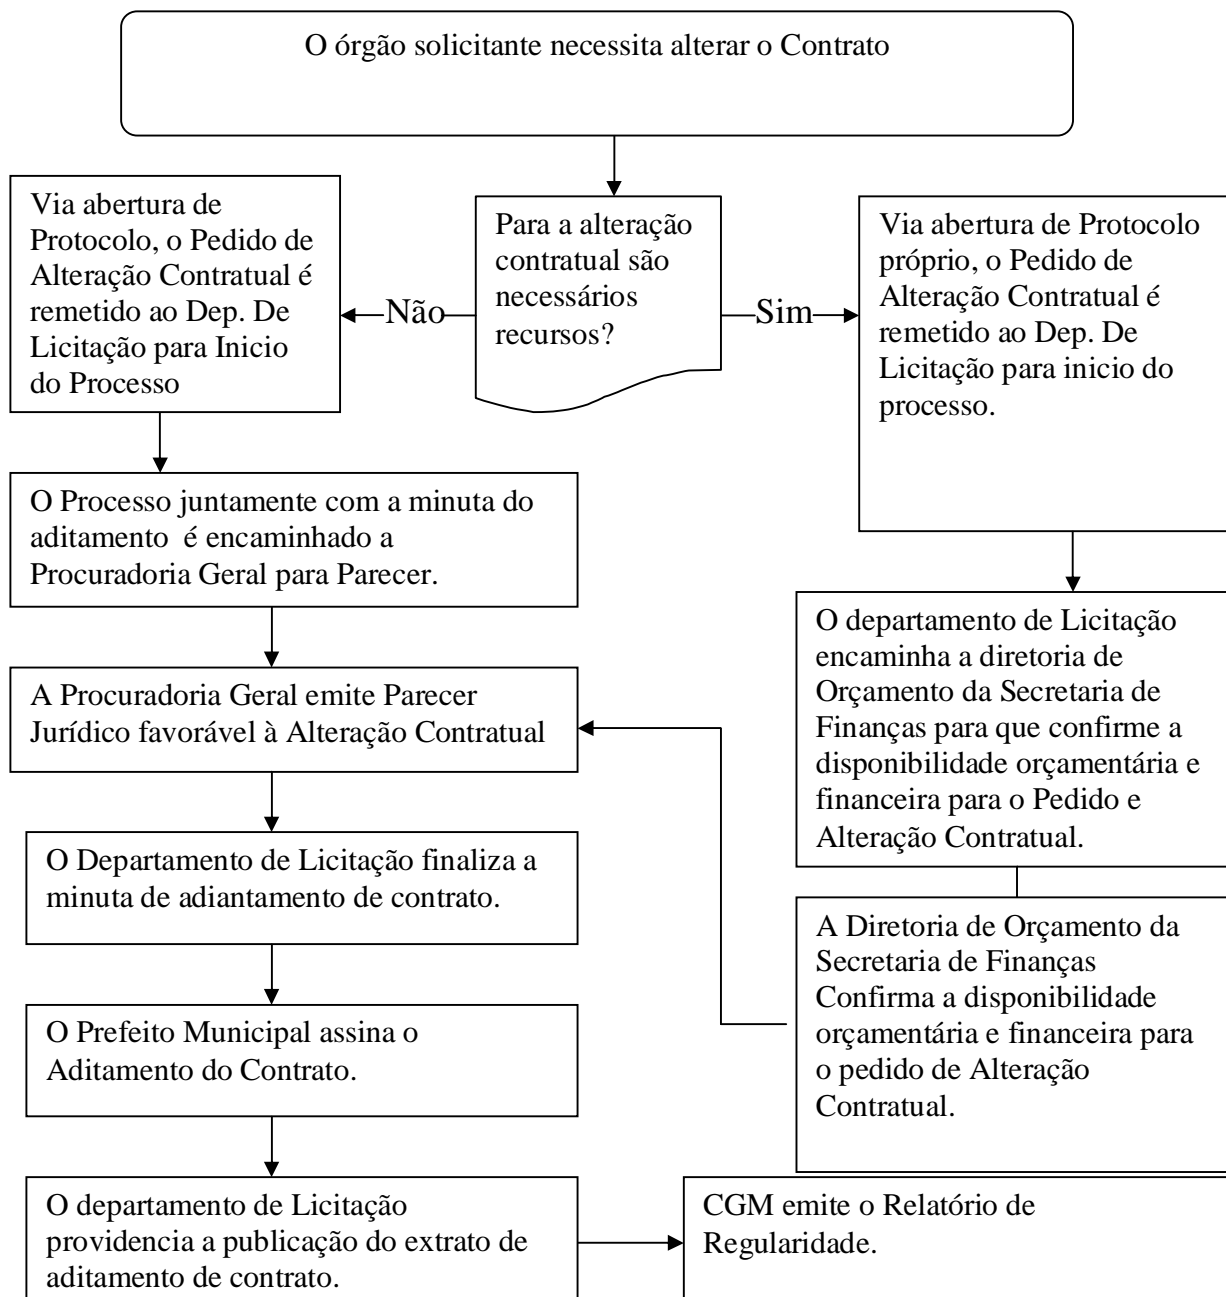 O órgão solicitante necessita alterar o Contrato
Via abertura de
Protocolo, o Pedido de
Alteração Contratual é
remetido ao Dep. De
Licitação para Inicio
do Processo
Não
Para a alteração
contratual são
necessários
recursos?
Sim
Via abertura de Protocolo
próprio, o Pedido de
Alteração Contratual é
remetido ao Dep. De
Licitação para inicio do
processo.
O Processo juntamente com a minuta do
aditamento é encaminhado a
Procuradoria Geral para Parecer.
O departamento de Licitação
encaminha a diretoria de
Orçamento da Secretaria de
Finanças para que confirme a
disponibilidade orçamentária e
financeira para o Pedido e
Alteração Contratual.
A Procuradoria Geral emite Parecer
Jurídico favorável à Alteração Contratual
O Departamento de Licitação finaliza a
minuta de adiantamento de contrato.
A Diretoria de Orçamento da
Secretaria de Finanças
Confirma a disponibilidade
orçamentária e financeira para
o pedido de Alteração
Contratual.
O Prefeito Municipal assina o
Aditamento do Contrato.
O departamento de Licitação
providencia a publicação do extrato de
aditamento de contrato.
CGM emite o Relatório de
Regularidade.